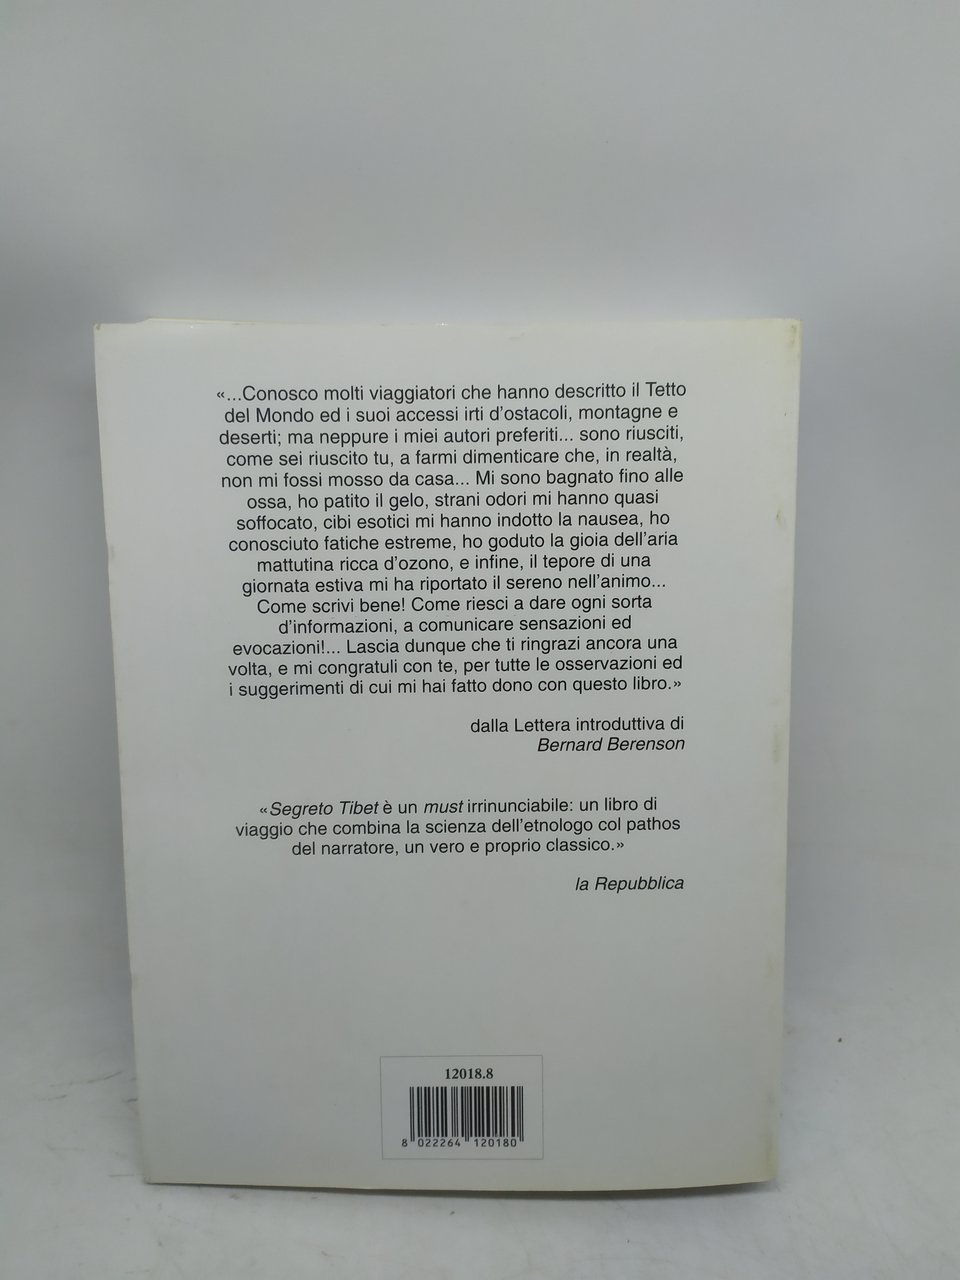 «...Conosco molti viaggiatori che hanno descritto il Tetto
del Mondo ed i suoi accessi irti d'ostacoli, montagne e
deserti; ma neppure i miei autori preferiti... sono riusciti,
come sei riuscito tu, a farmi dimenticare che, in realtà,
non mi fossi mosso da casa... Mi sono bagnato fino alle
ossa, ho patito il gelo, strani odori mi hanno quasi
soffocato, cibi esotici mi hanno indotto la nausea, ho
conosciuto fatiche estreme, ho goduto la gioia dell'aria
mattutina ricca d'ozono, e infine, il tepore di una
giornata estiva mi ha riportato il sereno nell'animo...
Come scrivi bene! Come riesci a dare ogni sorta
d'informazioni, a comunicare sensazioni ed
evocazioni!... Lascia dunque che ti ringrazi ancora una
volta, e mi congratuli con te, per tutte le osservazioni ed
i suggerimenti di cui mi hai fatto dono con questo libro.»
dalla Lettera introduttiva di
Bernard Berenson
«Segreto Tibet è un must irrinunciabile: un libro di
viaggio che combina la scienza dell'etnologo col pathos
del narratore, un vero e proprio classico.»
la Repubblica
12018.8
8 022264 120180